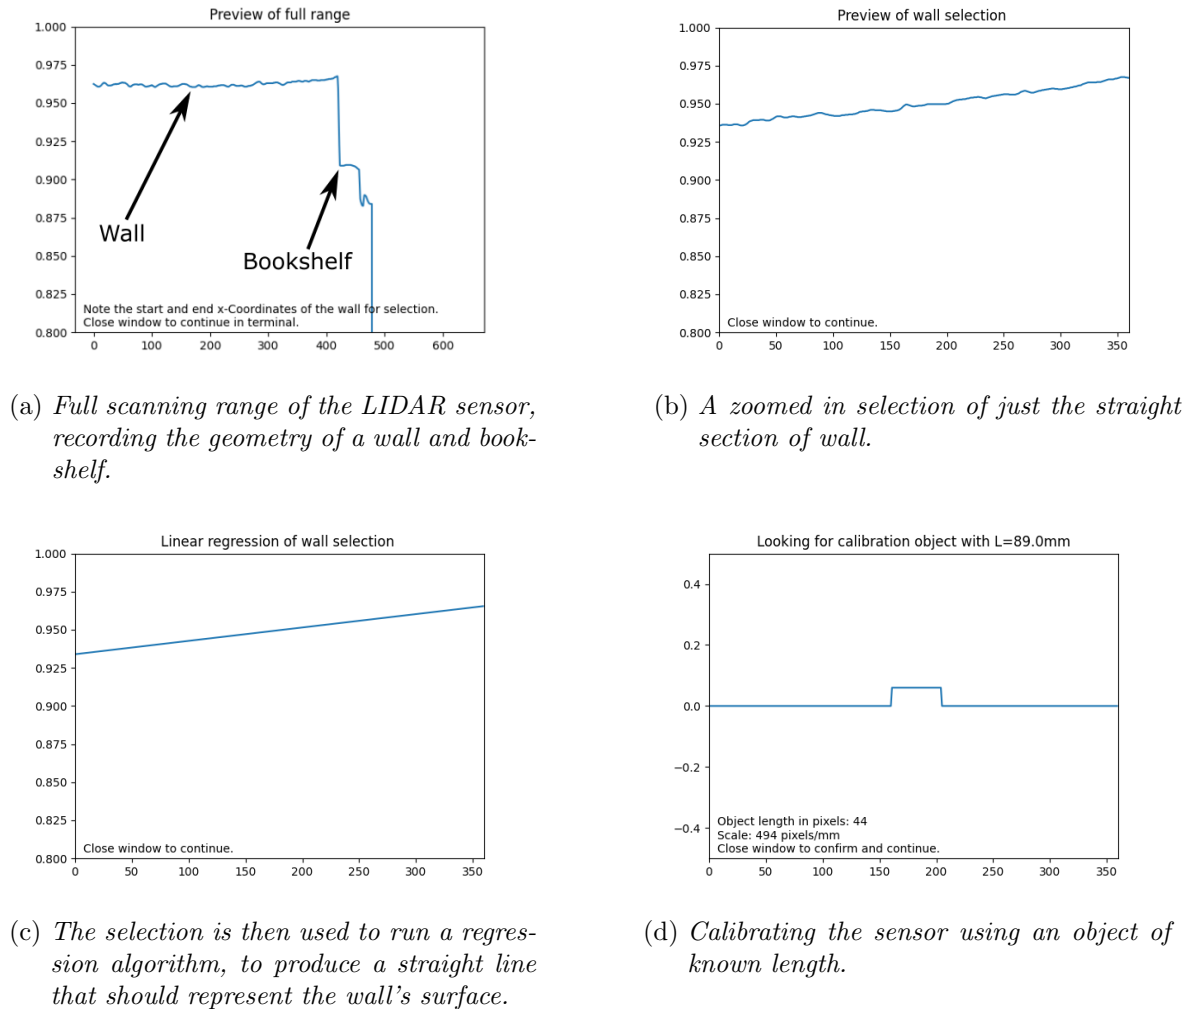 Preview of full range
1.000
0.975
0.950
0.925
0.900
0.875
0.850
0.825
0.800
Wall
Bookshelf
Note the start and end x-Coordinates of the wall for selection.
Close window to continue in terminal.
0 100 200 300 400 500 600
(a) Full scanning range of the LIDAR sensor,
recording the geometry of a wall and book-
shelf.
Preview of wall selection
1.000
0.975
0.950
0.925
0.900
0.875
0.850
0.825
0.800
Close window to continue.
0 50 100 150 200 250 300 350
(b) A zoomed in selection of just the straight
section of wall.
Linear regression of wall selection
1.000
0.975
0.950
0.925
0.900
0.875
0.850
0.825
0.800
Close window to continue.
0 50 100 150 200 250 300 350
(c) The selection is then used to run a regres-
sion algorithm, to produce a straight line
that should represent the wall's surface.
Looking for calibration object with L=89.0mm
0.4
0.2
0.0
−0.2
−0.4
Object length in pixels: 44
Scale: 494 pixels/mm
Close window to confirm and continue.
0 50 100 150 200 250 300 350
(d) Calibrating the sensor using an object of
known length.